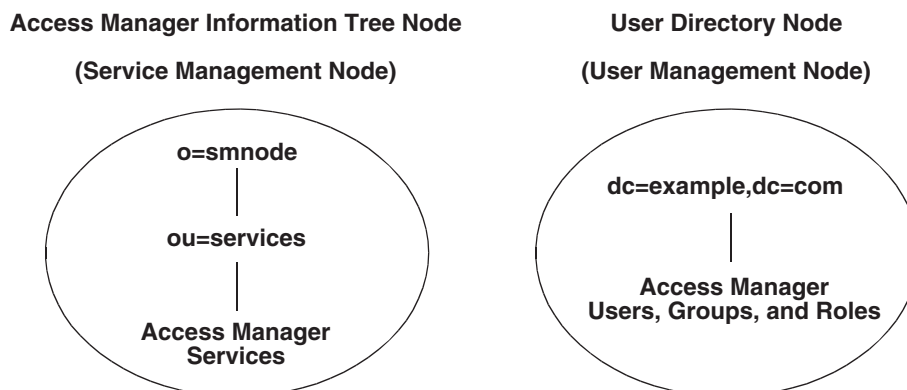 Access Manager Information Tree Node
(Service Management Node)
o=smnode
ou=services
Access Manager
Services
User Directory Node
(User Management Node)
dc=example,dc=com
Access Manager
Users, Groups, and Roles